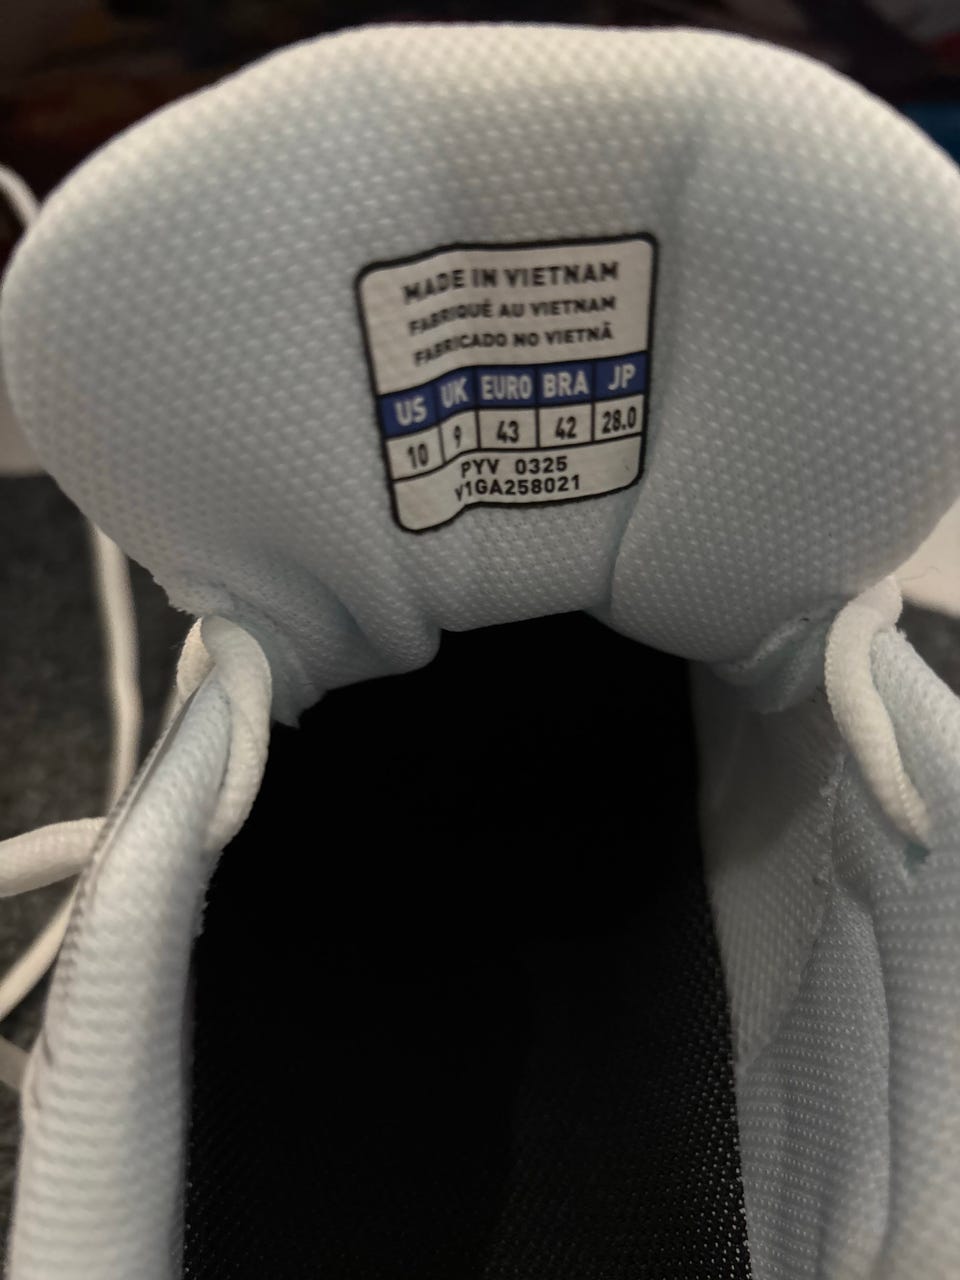 MADE IN VIETNAM
FABRIQUÉ AU VIETNAM
FABRICADO NO VIETNÃ
US UK EURO BRA JP
10 9 43 42 28.0
PYV 0325
V1GA258021